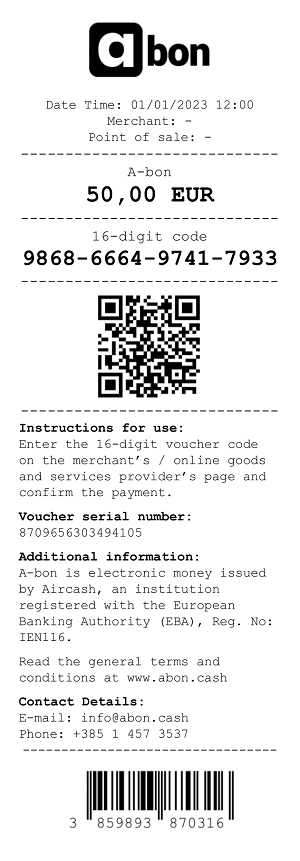 abon
Date Time: 01/01/2023 12:00
Merchant: -
Point of sale: -
A-bon
50,00 EUR
16-digit code
9868-6664-9741-7933
Instructions for use:
Enter the 16-digit voucher code
on the merchant's / online goods
and services provider's page and
confirm the payment.
Voucher serial number:
8709656303494105
Additional information:
A-bon is electronic money issued
by Aircash, an institution
registered with the European
Banking Authority (EBA), Reg. No:
IEN116.
Read the general terms and
conditions at www.abon.cash
Contact Details:
E-mail: info@abon.cash
Phone: +385 1 457 3537
3 859893 870316